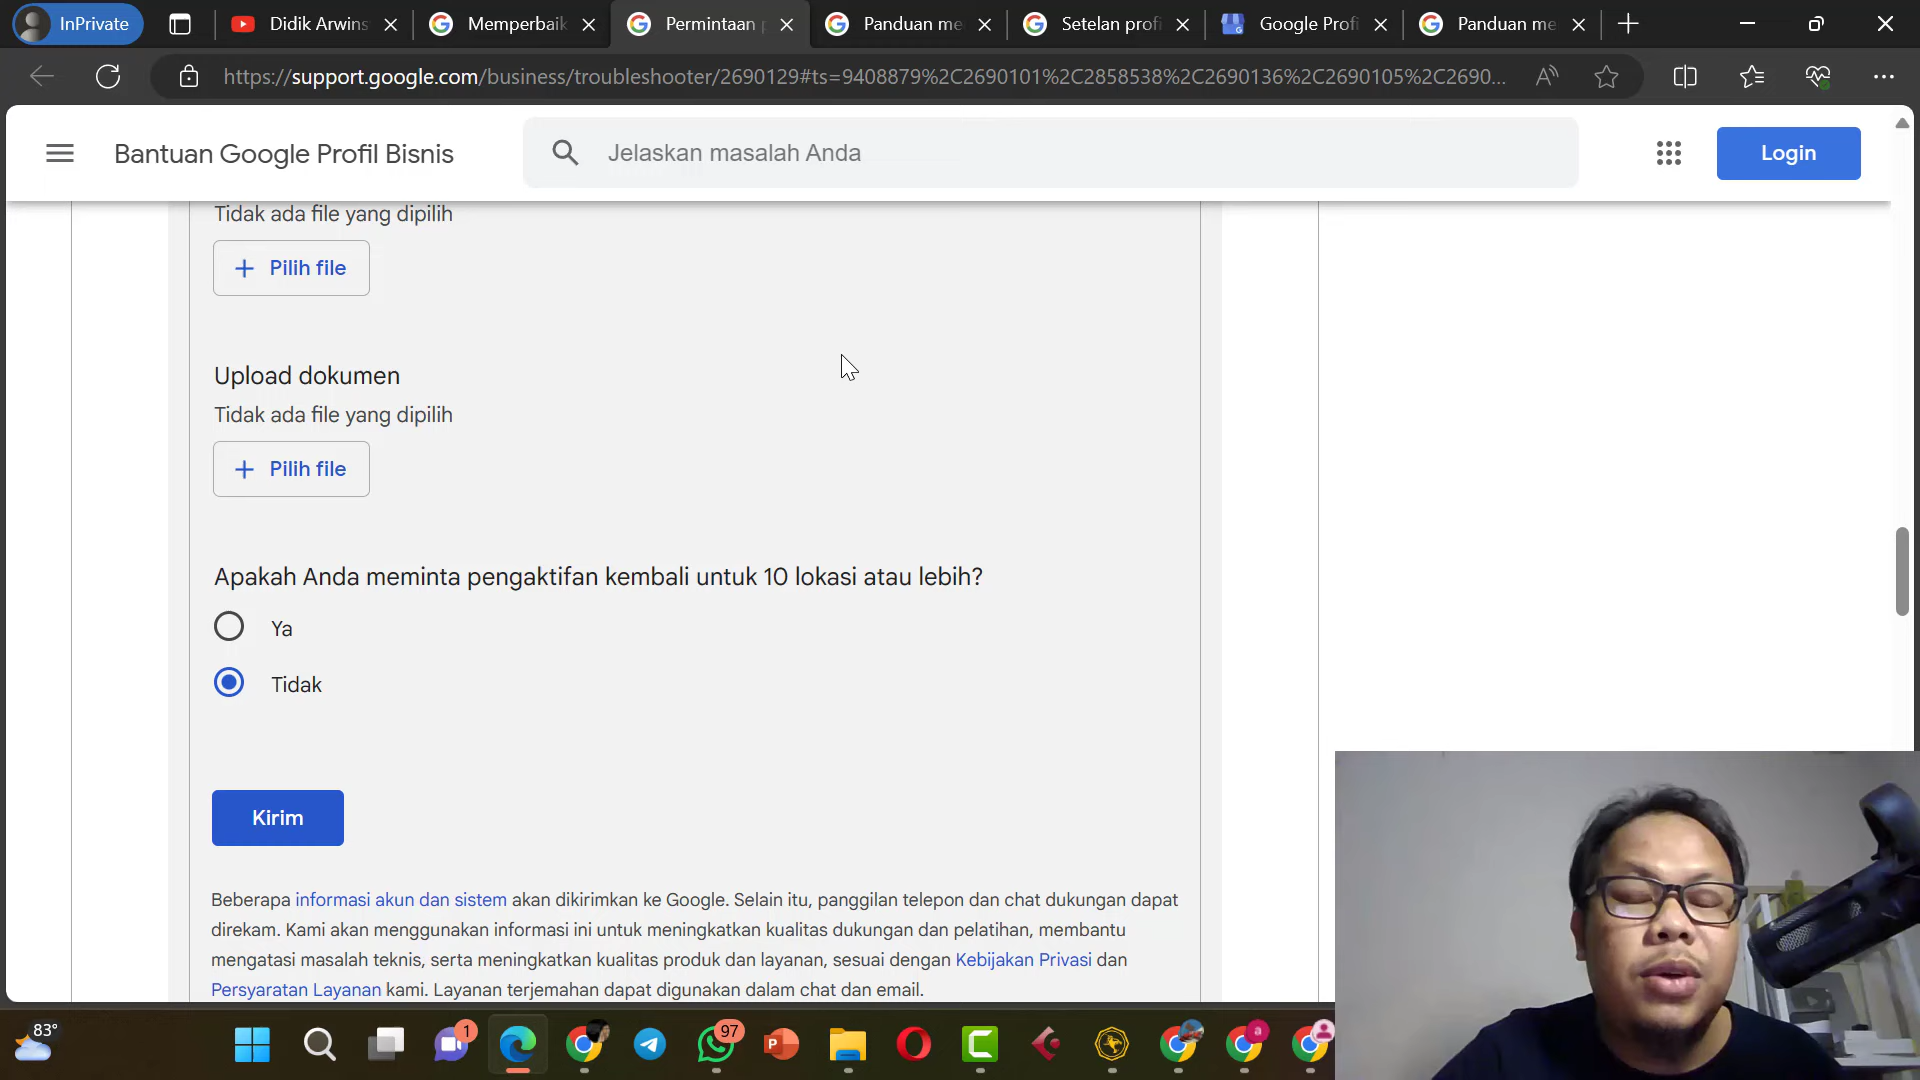 InPrivate
Didik Arwins
Memperbaik
Permintaan p
Panduan me
Setelan profi
Google Profi
Panduan me
https://support.google.com/business/troubleshooter/2690129#ts=9408879%2C2690101%2C2858538%2C2690136%2C2690105%2C2690...
Bantuan Google Profil Bisnis
Jelaskan masalah Anda
Login
Tidak ada file yang dipilih
+ Pilih file
Upload dokumen
Tidak ada file yang dipilih
+ Pilih file
Apakah Anda meminta pengaktifan kembali untuk 10 lokasi atau lebih?
Ya
Tidak
Kirim
Beberapa informasi akun dan sistem akan dikirimkan ke Google. Selain itu, panggilan telepon dan chat dukungan dapat
direkam. Kami akan menggunakan informasi ini untuk meningkatkan kualitas dukungan dan pelatihan, membantu
mengatasi masalah teknis, serta meningkatkan kualitas produk dan layanan, sesuai dengan Kebijakan Privasi dan
Persyaratan Layanan kami. Layanan terjemahan dapat digunakan dalam chat dan email.
83°
1
97
P
a